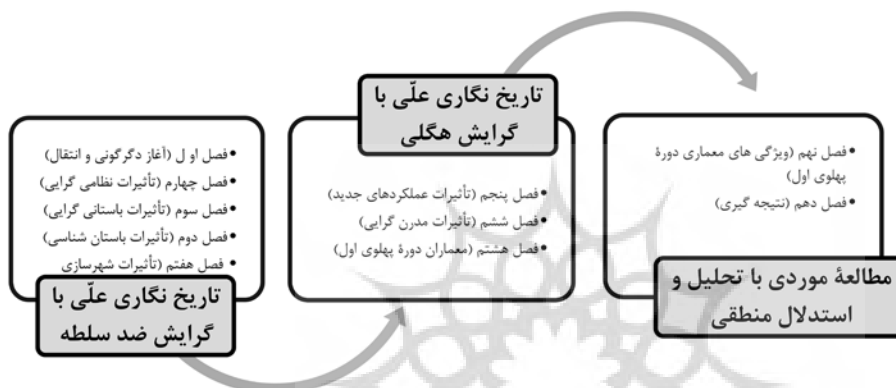 تاریخ نگاری علّی با
گرایش هگلی
•فصل نهم (ویژگی های معماری دورۀ
پهلوی اول)
•فصل دهم (نتیجه گیری)
مطالعۀ موردی با تحلیل و
استدلال منطقی
•فصل پنجم (تأثیرات عملکردهای جدید)
•فصل ششم (تأثیرات مدرن گرایی)
•فصل هشتم (معماران دورۀ پهلوی اول)
•فصل او ل (آغاز دگرگونی و انتقال)
•فصل چهارم (تأثیرات نظامی گرایی)
•فصل سوم (تأثیرات باستانی گرایی)
•فصل دوم (تأثیرات باستان شناسی)
•فصل هفتم (تأثیرات شهرسازی
تاریخ نگاری علّی با
گرایش ضد سلطه